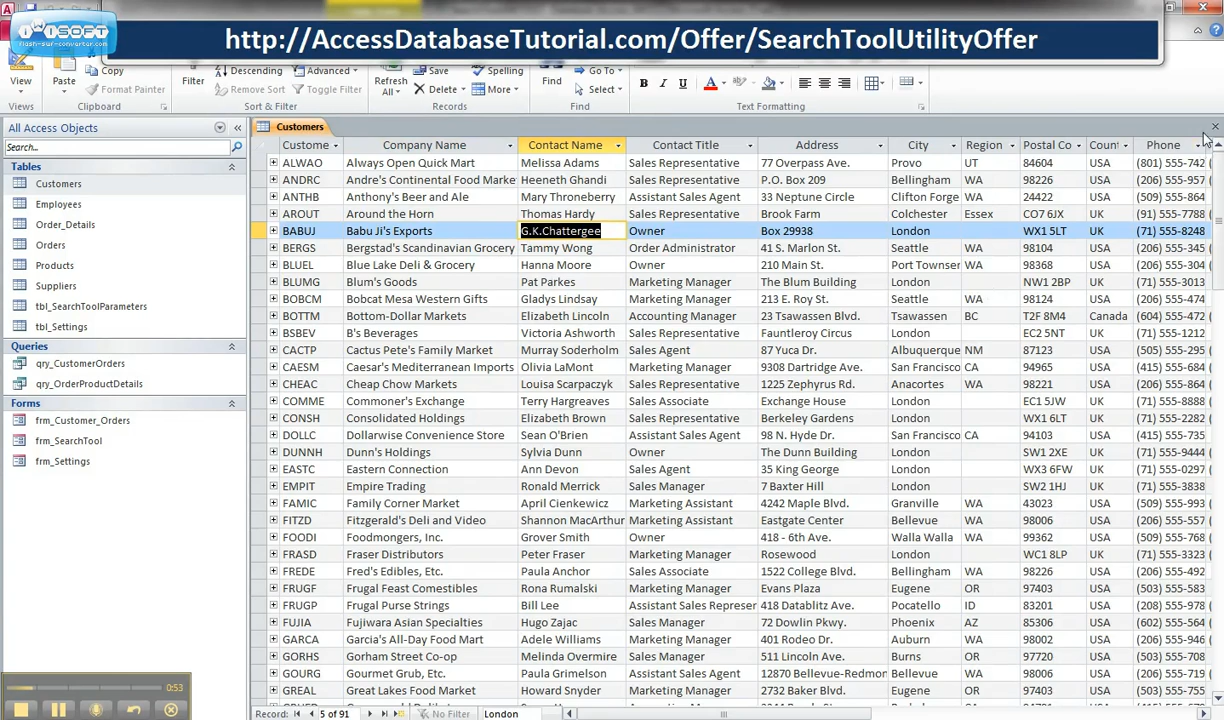 iWiSOFT
flash-swf-converter.com
http://AccessDatabaseTutorial.com/Offer/SearchToolUtilityOffer
View
Views
Paste
Copy
Format Painter
Clipboard
Filter
Descending
Remove Sort
Advanced
Toggle Filter
Sort & Filter
Refresh All
Save
Delete
Spelling
More
Records
Find
Go To
Select
Find
B I U A
Text Formatting
All Access Objects
Search...
Tables
Customers
Employees
Order_Details
Orders
Products
Suppliers
tbl_SearchToolParameters
tbl_Settings
Queries
qry_CustomerOrders
qry_OrderProductDetails
Forms
frm_Customer_Orders
frm_SearchTool
frm_Settings
0:53
Customers
Custome Company Name Contact Name Contact Title Address City Region Postal Co Count Phone
ALWAO Always Open Quick Mart Melissa Adams Sales Representative 77 Overpass Ave. Provo UT 84604 USA (801) 555-742
ANDRC Andre's Continental Food Marke Heeneth Ghandi Sales Representative P.O. Box 209 Bellingham WA 98226 USA (206) 555-957
ANTHB Anthony's Beer and Ale Mary Throneberry Sales Representative 33 Neptune Circle Clifton Forge WA 24422 USA (509) 555-864
AROUT Around the Horn Thomas Hardy Sales Representative Brook Farm Colchester Essex CO7 6JX UK (91) 555-7788
BABUJ Babu Ji's Exports G.K.Chattergee Owner Box 29938 London WX1 5LT UK (71) 555-8248
BERGS Bergstad's Scandinavian Grocery Tammy Wong Order Administrator 41 S. Marlon St. Seattle WA 98104 USA (206) 555-345
BLUEL Blue Lake Deli & Grocery Hanna Moore Owner 210 Main St. Port Townser WA 98368 USA (206) 555-304
BLUMG Blum's Goods Pat Parkes Marketing Manager The Blum Building London NW1 2BP UK (71) 555-3013
BOBCM Bobcat Mesa Western Gifts Gladys Lindsay Marketing Manager 213 E. Roy St. Seattle WA 98124 USA (206) 555-474
BOTTM Bottom-Dollar Markets Elizabeth Lincoln Accounting Manager 23 Tsawassen Blvd. Tsawassen BC T2F 8M4 Canada (604) 555-472
BSBEV B's Beverages Victoria Ashworth Sales Representative Fauntleroy Circus London EC2 5NT UK (71) 555-1212
CACTP Cactus Pete's Family Market Murray Soderholm Sales Agent 87 Yuca Dr. Albuquerque NM 87123 USA (505) 555-295
CAESM Caesar's Mediterranean Imports Olivia LaMont Marketing Manager 9308 Dartridge Ave. San Francisco CA 94965 USA (415) 555-684
CHEAC Cheap Chow Markets Louisa Scarpaczyk Sales Representative 1225 Zephyrus Rd. Anacortes WA 98221 USA (206) 555-864
COMME Commoner's Exchange Terry Hargreaves Sales Associate Exchange House London EC1 5JW UK (71) 555-8888
CONSH Consolidated Holdings Elizabeth Brown Sales Representative Berkeley Gardens London WX1 6LT UK (71) 555-2282
DOLLC Dollarwise Convenience Store Sean O'Brien Assistant Sales Agent 98 N. Hyde Dr. San Francisco CA 94103 USA (415) 555-735
DUNNH Dunn's Holdings Sylvia Dunn Owner The Dunn Building London SW1 2XE UK (71) 555-9444
EASTC Eastern Connection Ann Devon Sales Agent 35 King George London WX3 6FW UK (71) 555-0297
EMPIT Empire Trading Ronald Merrick Sales Manager 7 Baxter Hill London SW2 1HJ UK (71) 555-3838
FAMIC Family Corner Market April Cienkewicz Marketing Assistant 4242 Maple Blvd. Granville WA 43023 USA (509) 555-993
FITZD Fitzgerald's Deli and Video Shannon MacArthur Marketing Assistant Eastgate Center Bellevue WA 98006 USA (206) 555-557
FOODI Foodmongers, Inc. Grover Smith Owner 418 - 6th Ave. Walla Walla WA 99362 USA (509) 555-768
FRASD Fraser Distributors Peter Fraser Marketing Manager Rosewood London WC1 8LP UK (71) 555-3323
FREDE Fred's Edibles, Etc. Paula Anchor Sales Associate 1522 College Blvd. Bellingham WA 98226 USA (206) 555-492
FRUGF Frugal Feast Comestibles Rona Rumalski Marketing Manager Evans Plaza Eugene OR 97403 USA (503) 555-583
FRUGP Frugal Purse Strings Bill Lee Assistant Sales Represer 418 Datablitz Ave. Pocatello ID 83201 USA (208) 555-978
FUJIA Fujiwara Asian Specialties Hugo Zajac Sales Manager 72 Dowlin Pkwy. Phoenix AZ 85306 USA (602) 555-564
GARCA Garcia's All-Day Food Mart Adele Williams Marketing Manager 401 Rodeo Dr. Auburn WA 98002 USA (206) 555-946
GORHS Gorham Street Co-op Melinda Overmire Marketing Manager 511 Lincoln Ave. Burns OR 97720 USA (503) 555-708
GOURG Gourmet Grub, Etc. Paula Grimelson Sales Manager 12870 Bellevue-Redmon Bellevue WA 98006 USA (206) 555-719
GREAL Great Lakes Food Market Howard Snyder Marketing Manager 2732 Baker Blvd. Eugene OR 97403 USA (503) 555-755
Record: 5 of 91 No Filter London